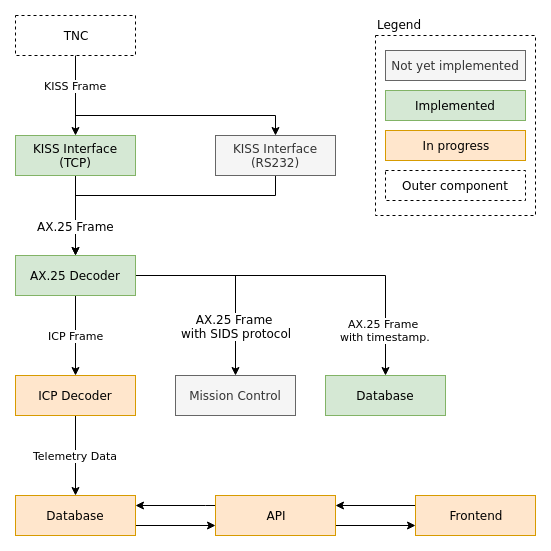 Legend
TNC
Not yet implemented
KISS Frame
Implemented
KISS Interface
(TCP)
KISS Interface
(RS232)
In progress
Outer component
AX.25 Frame
AX.25 Decoder
ICP Frame
AX.25 Frame
with SIDS protocol
AX.25 Frame
with timestamp.
ICP Decoder
Mission Control
Database
Telemetry Data
Database
API
Frontend